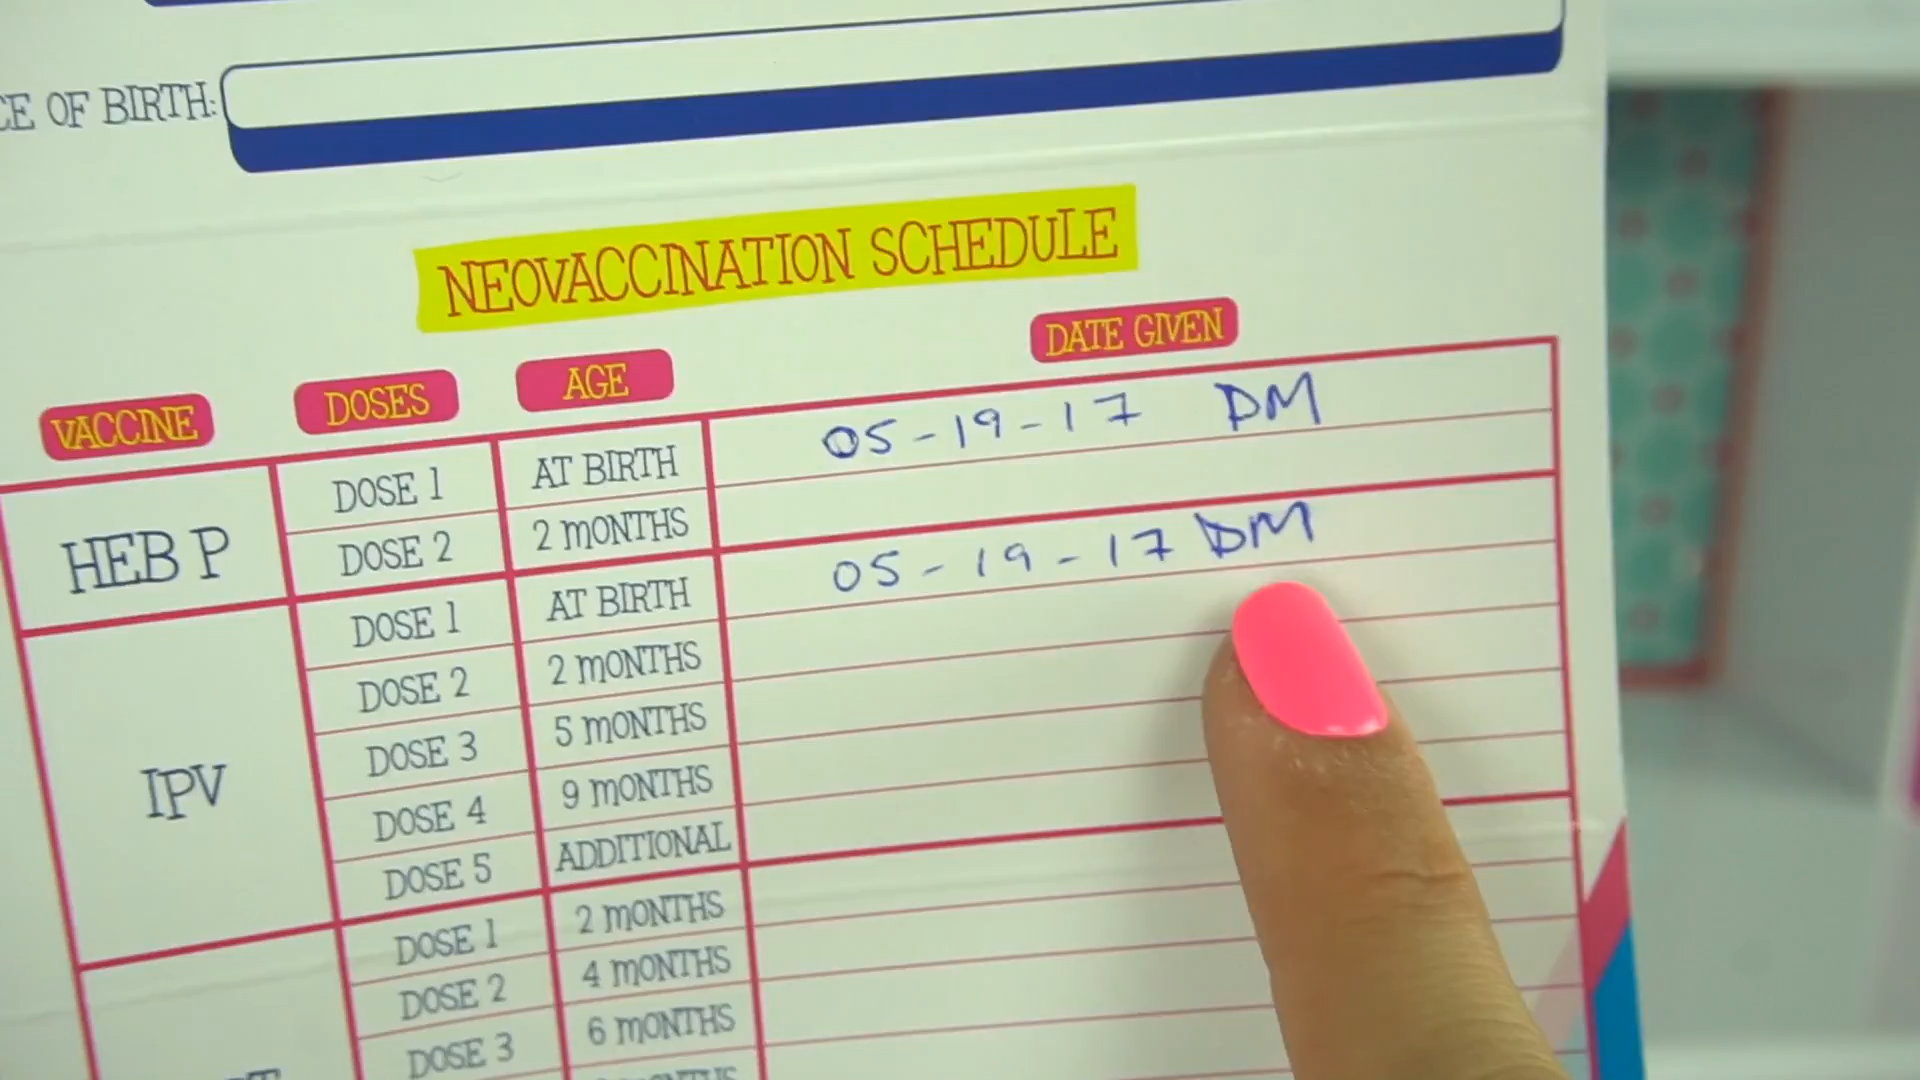 CE OF BIRTH:
NEOVACCINATION SCHEDULE
VACCINE DOSES AGE DATE GIVEN
HEB P
DOSE 1 AT BIRTH 05-19-17 DM
DOSE 2 2 MONTHS
IPV
DOSE 1 AT BIRTH 05-19-17 DM
DOSE 2 2 MONTHS
DOSE 3 5 MONTHS
DOSE 4 9 MONTHS
DOSE 5 ADDITIONAL
DOSE 1 2 MONTHS
DOSE 2 4 MONTHS
DOSE 3 6 MONTHS